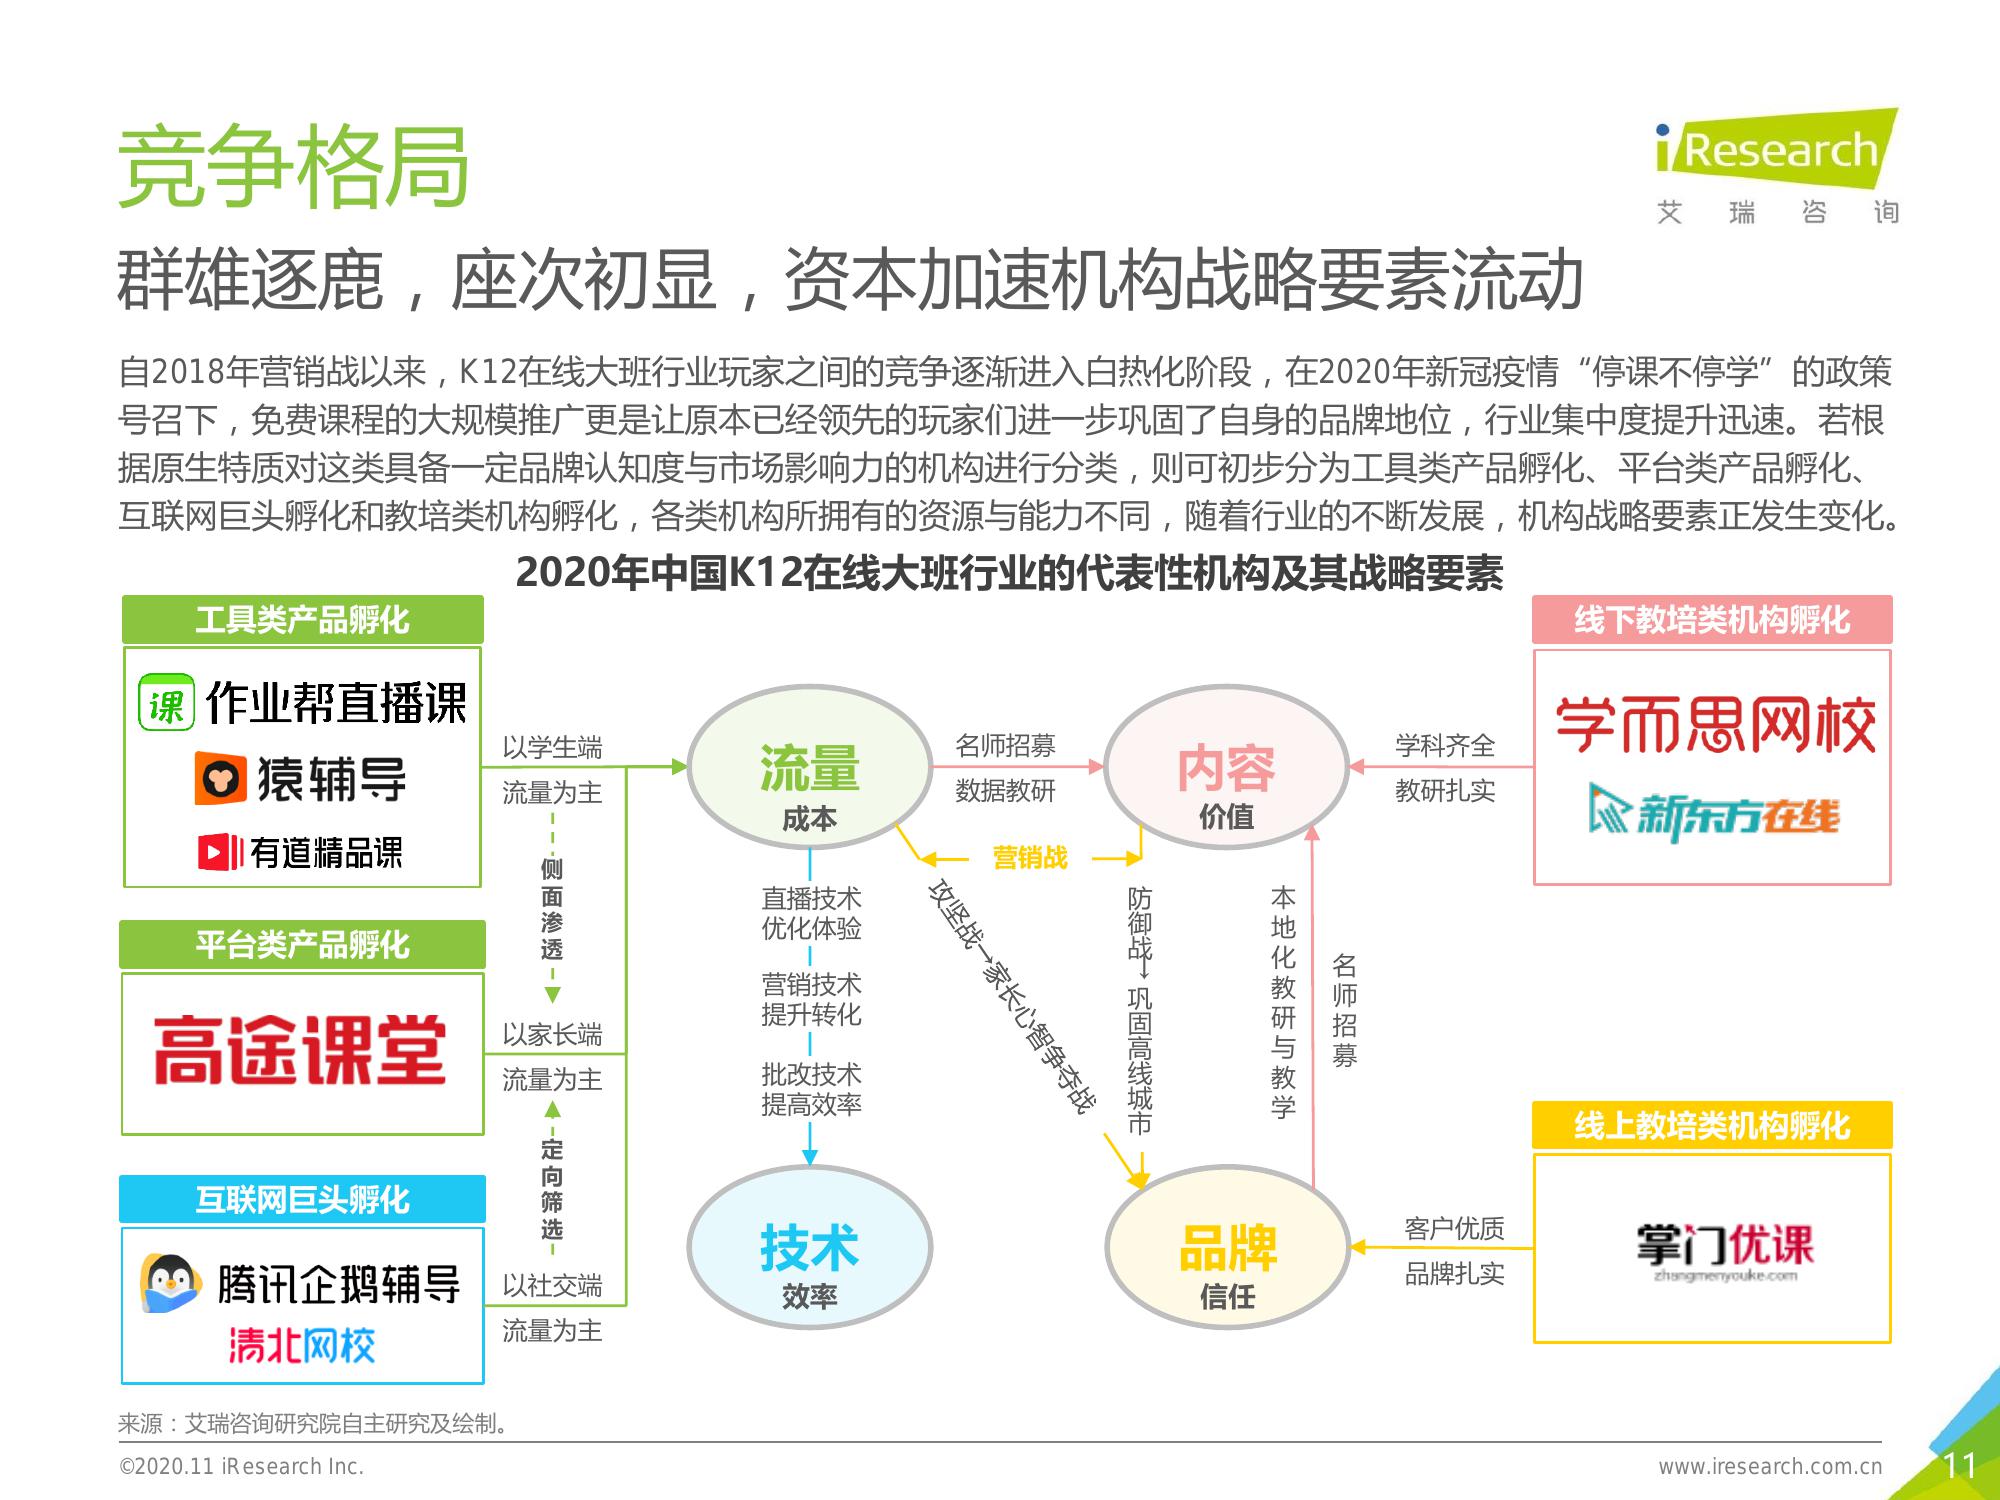 竞争格局
iResearch
艾瑞咨询
群雄逐鹿，座次初显，资本加速机构战略要素流动
自2018年营销战以来，K12在线大班行业玩家之间的竞争逐渐进入白热化阶段，在2020年新冠疫情“停课不停学”的政策
号召下，免费课程的大规模推广更是让原本已经领先的玩家们进一步巩固了自身的品牌地位，行业集中度提升迅速。若根
据原生特质对这类具备一定品牌认知度与市场影响力的机构进行分类，则可初步分为工具类产品孵化、平台类产品孵化、
互联网巨头孵化和教培类机构孵化，各类机构所拥有的资源与能力不同，随着行业的不断发展，机构战略要素正发生变化。
2020年中国K12在线大班行业的代表性机构及其战略要素
工具类产品孵化
课 作业帮直播课
猿辅导
有道精品课
平台类产品孵化
高途课堂
互联网巨头孵化
腾讯企鹅辅导
清北网校
以学生端
流量为主
侧面渗透
以家长端
流量为主
定向筛选
以社交端
流量为主
流量
成本
名师招募
数据教研
内容
价值
学科齐全
教研扎实
营销战
直播技术
优化体验
营销技术
提升转化
批改技术
提高效率
攻坚战→家长心智争夺战
防御战→巩固高线城市
本地化教研与教学
名师招募
技术
效率
品牌
信任
客户优质
品牌扎实
线下教培类机构孵化
学而思网校
新东方在线
线上教培类机构孵化
掌门优课
zhangmenyouke.com
来源：艾瑞咨询研究院自主研究及绘制。
©2020.11 iResearch Inc.
www.iresearch.com.cn
11